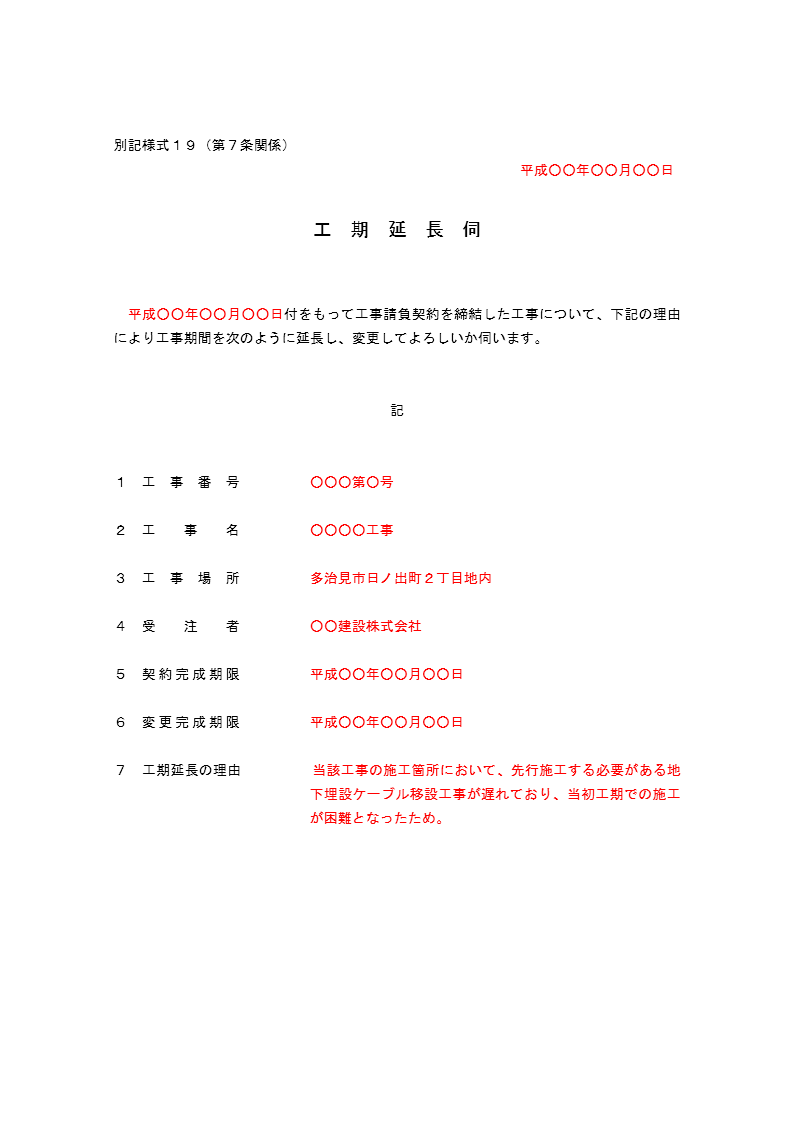 別記様式１９（第７条関係）
平成〇〇年〇〇月〇〇日
工　期　延　長　伺
平成〇〇年〇〇月〇〇日付をもって工事請負契約を締結した工事について、下記の理由
により工事期間を次のように延長し、変更してよろしいか伺います。
記
１　工　事　番　号　〇〇〇第〇号
２　工　　事　　名　〇〇〇〇工事
３　工　事　場　所　多治見市日ノ出町２丁目地内
４　受　　注　　者　〇〇建設株式会社
５　契約完成期限　平成〇〇年〇〇月〇〇日
６　変更完成期限　平成〇〇年〇〇月〇〇日
７　工期延長の理由　当該工事の施工箇所において、先行施工する必要がある地
下埋設ケーブル移設工事が遅れており、当初工期での施工
が困難となったため。